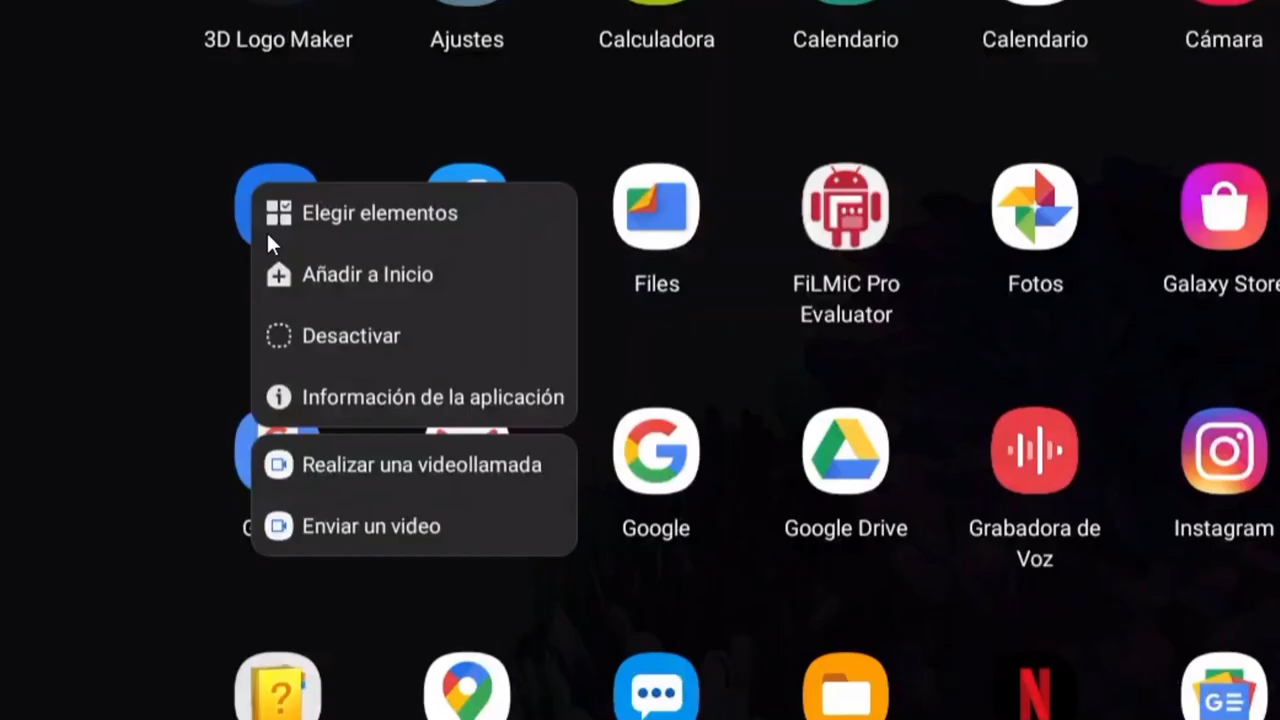 3D Logo Maker
Ajustes
Calculadora
Calendario
Calendario
Cámara
Elegir elementos
Añadir a Inicio
Desactivar
Información de la aplicación
Realizar una videollamada
Enviar un video
Files
FiLMiC Pro
Evaluator
Fotos
Galaxy Store
Google
Google Drive
Grabadora de
Voz
Instagram